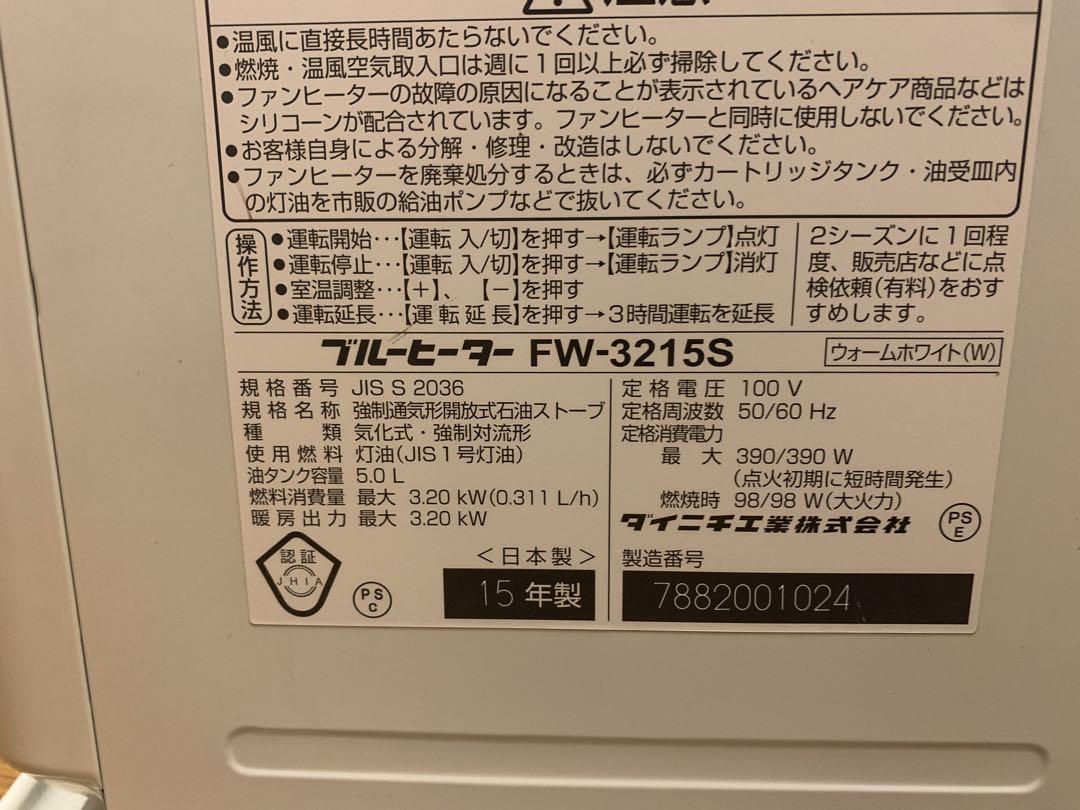 ●温風に直接長時間あたらないでください。
●燃焼・温風空気取入口は週に1回以上必ず掃除してください。
●ファンヒーターの故障の原因になることが表示されているヘアケア商品などは
シリコーンが配合されています。ファンヒーターと同時に使用しないでください。
●お客様自身による分解・修理・改造はしないでください。
●ファンヒーターを廃棄処分するときは、必ずカートリッジタンク・油受皿内
の灯油を市販の給油ポンプなどで抜いてください。
操作方法
●運転開始･･･【運転 入/切】を押す→【運転ランプ】点灯
●運転停止･･･【運転 入/切】を押す→【運転ランプ】消灯
●室温調整･･･【＋】、【－】を押す
●運転延長･･･【運転延長】を押す→3時間運転を延長
2シーズンに1回程
度、販売店などに点
検依頼(有料)をおす
すめします。
ブルーヒーター FW-3215S
ウォームホワイト(W)
規格番号 JIS S 2036
規格名称 強制通気形開放式石油ストーブ
種類 気化式・強制対流形
使用燃料 灯油(JIS1号灯油)
油タンク容量 5.0 L
燃料消費量 最大 3.20 kW(0.311 L/h)
暖房出力 最大 3.20 kW
認証
JHIA
PS
C
<日本製>
15年製
定格電圧 100 V
定格周波数 50/60 Hz
定格消費電力
最大 390/390 W
(点火初期に短時間発生)
燃焼時 98/98 W(大火力)
ダイニチ工業株式会社
PS
E
製造番号
7882001024